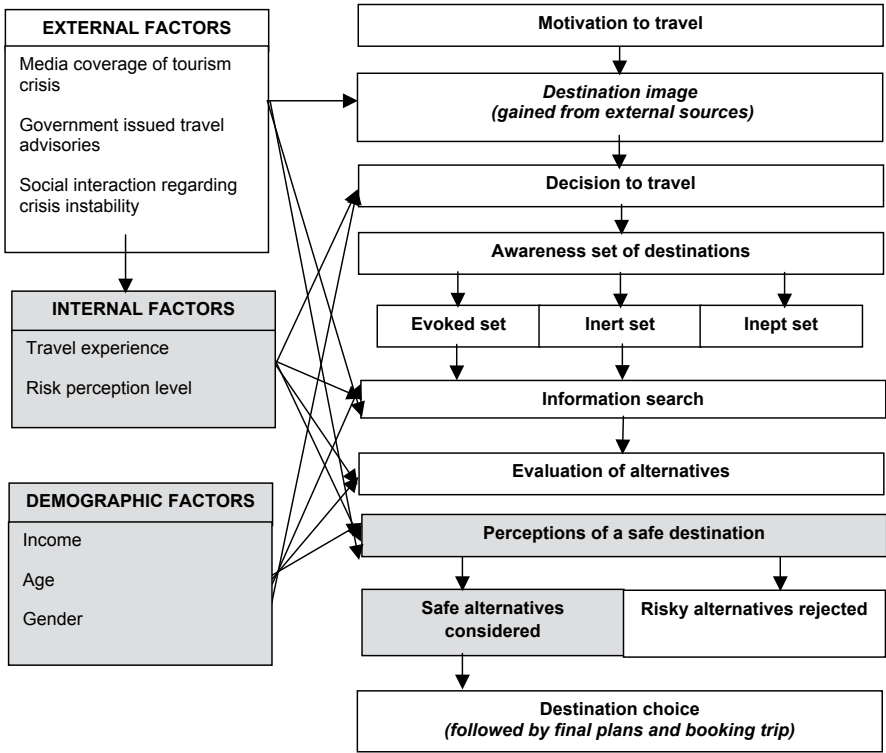 EXTERNAL FACTORS
Media coverage of tourism
crisis
Government issued travel
advisories
Social interaction regarding
crisis instability
INTERNAL FACTORS
Travel experience
Risk perception level
DEMOGRAPHIC FACTORS
Income
Age
Gender
Motivation to travel
Destination image
(gained from external sources)
Decision to travel
Awareness set of destinations
Evoked set
Inert set
Inept set
Information search
Evaluation of alternatives
Perceptions of a safe destination
Safe alternatives
considered
Risky alternatives rejected
Destination choice
(followed by final plans and booking trip)